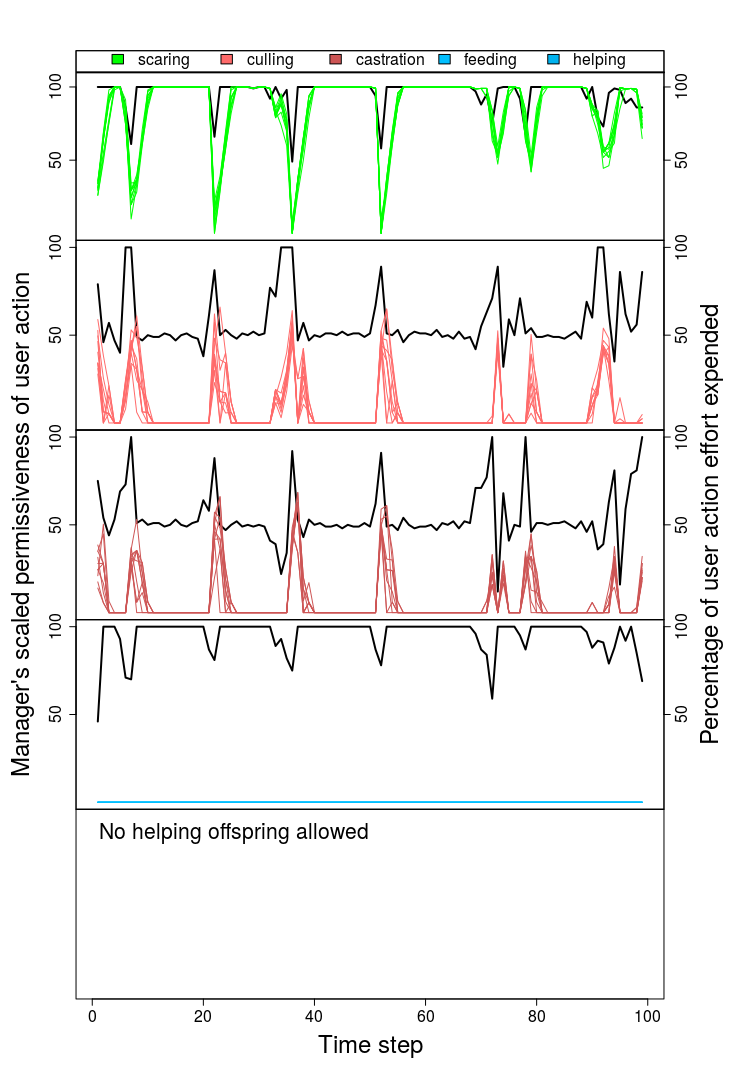 scaring culling castration feeding helping
100
50
100
50
100
50
100
50
100
50
100
50
100
50
100
50
Manager's scaled permissiveness of user action
Percentage of user action effort expended
No helping offspring allowed
0 20 40 60 80 100
Time step